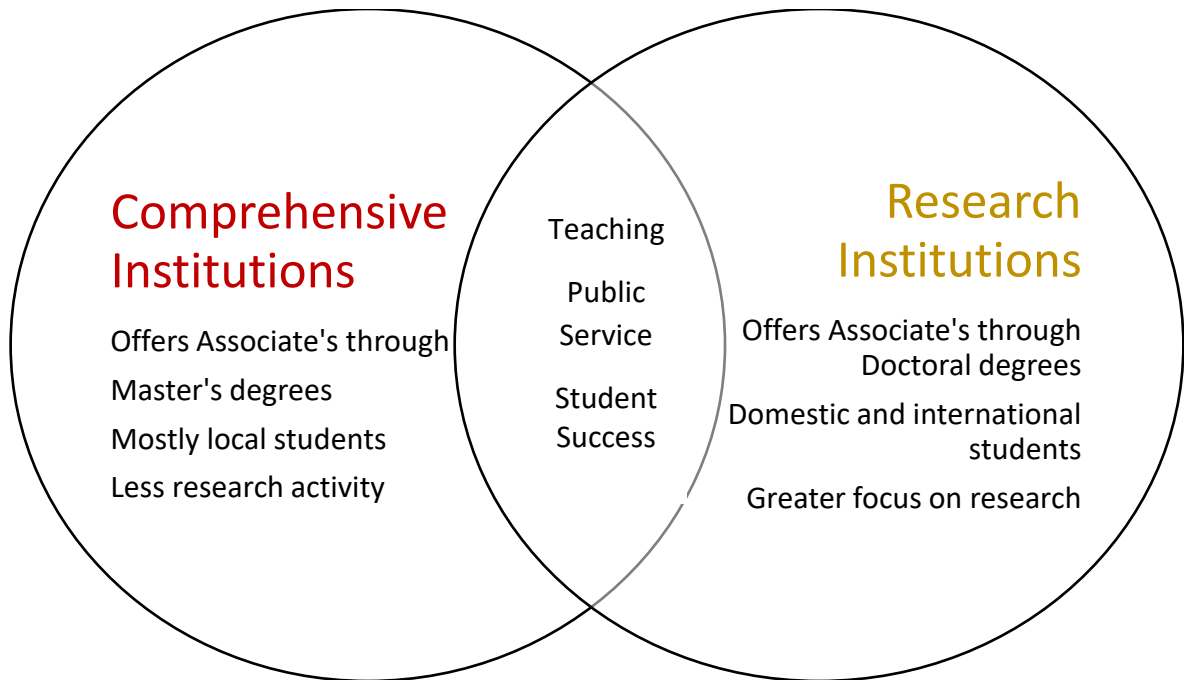 Comprehensive
Institutions
Offers Associate's through
Master's degrees
Mostly local students
Less research activity
Teaching
Public
Service
Student
Success
Research
Institutions
Offers Associate's through
Doctoral degrees
Domestic and international
students
Greater focus on research